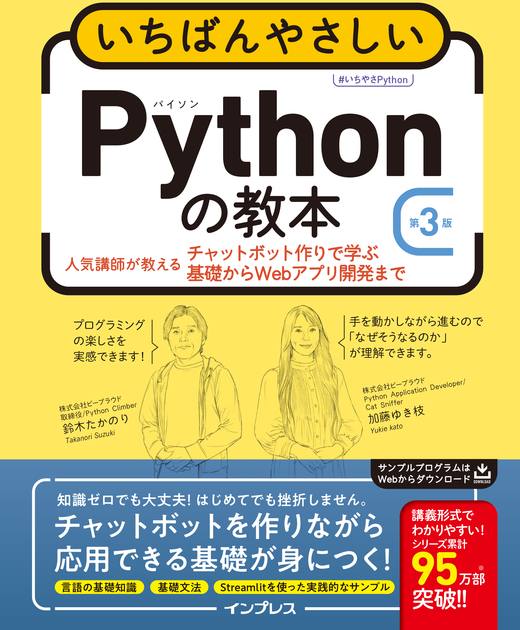 いちばんやさしい
#いちやさPython
パイソン
Python
の教本
第3版
人気講師が教える
チャットボット作りで学ぶ
基礎からWebアプリ開発まで
プログラミング
の楽しさを
実感できます!
手を動かしながら進むので
「なぜそうなるのか」
が理解できます。
株式会社ビープラウド
取締役/Python Climber
鈴木たかのり
Takanori Suzuki
株式会社ビープラウド
Python Application Developer/
Cat Sniffer
加藤ゆき枝
Yukie kato
サンプルプログラムは
Webからダウンロード
DOWNLOAD
知識ゼロでも大丈夫! はじめてでも挫折しません。
チャットボットを作りながら
応用できる基礎が身につく!
言語の基礎知識
基礎文法
Streamlitを使った実践的なサンプル
インプレス
講義形式で
わかりやすい!
シリーズ累計
95万部※
突破!!